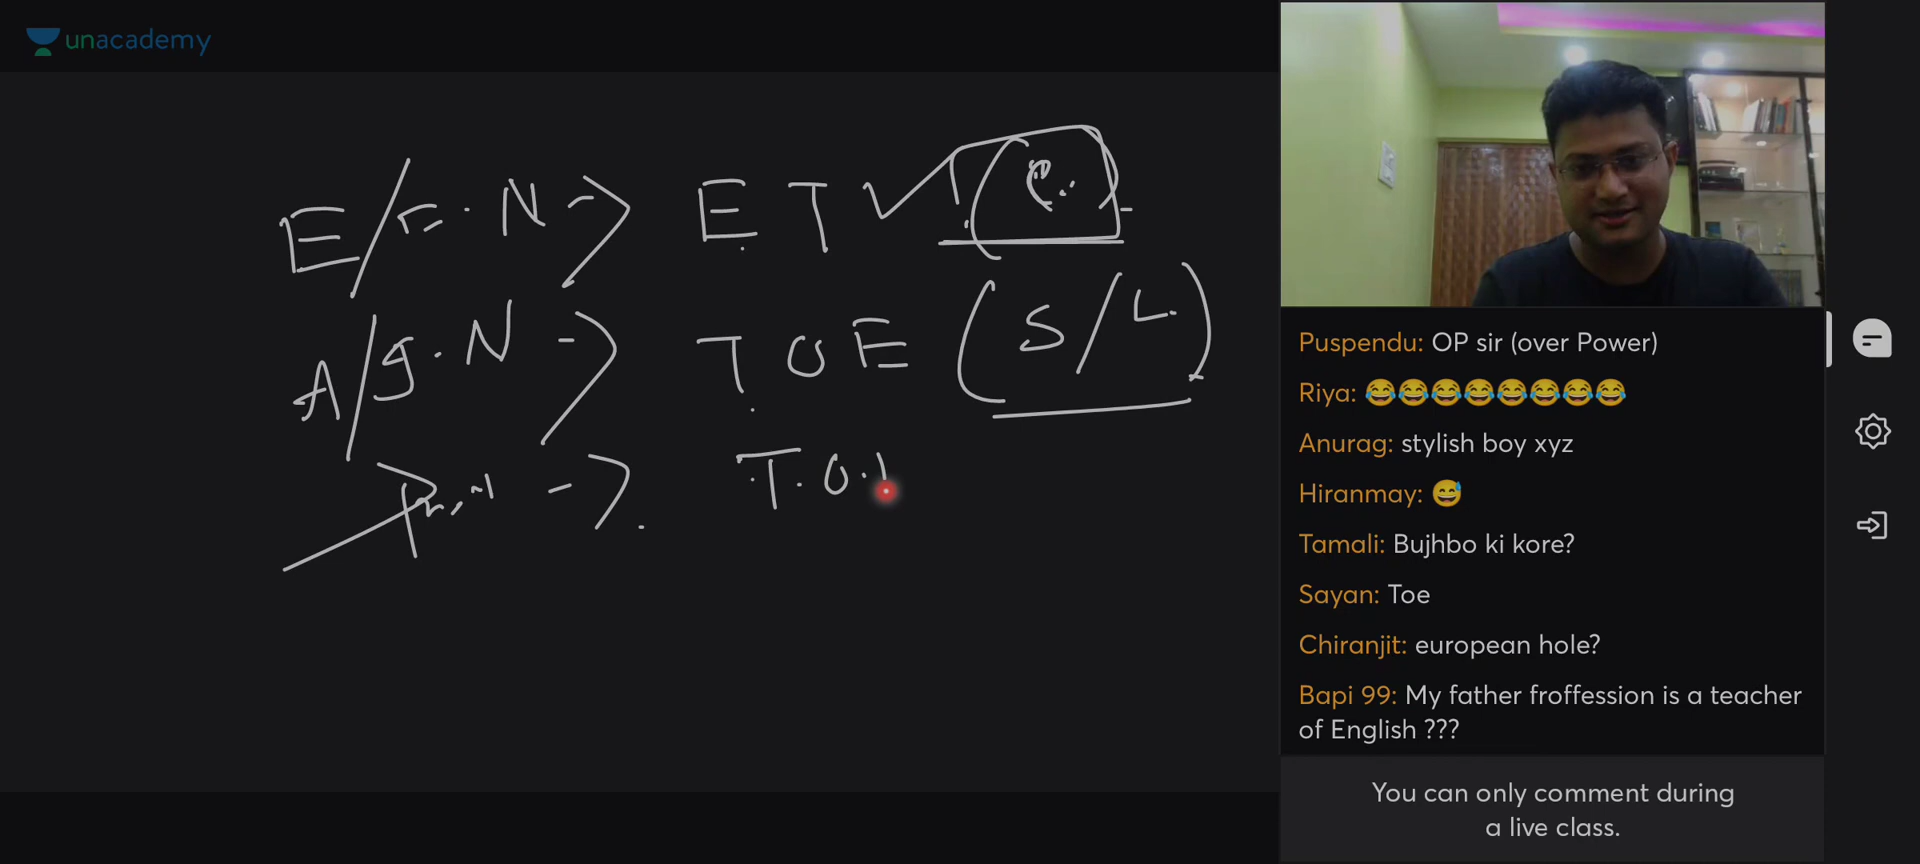 unacademy
E/r.N -> ET
A/g.N -> TOE (S/L)
Pr.N -> T.O.
Puspendu: OP sir (over Power)
Riya: 😂😂😂😂😂😂😂😂
Anurag: stylish boy xyz
Hiranmay: 😅
Tamali: Bujhbo ki kore?
Sayan: Toe
Chiranjit: european hole?
Bapi 99: My father froffession is a teacher
of English ???
You can only comment during
a live class.